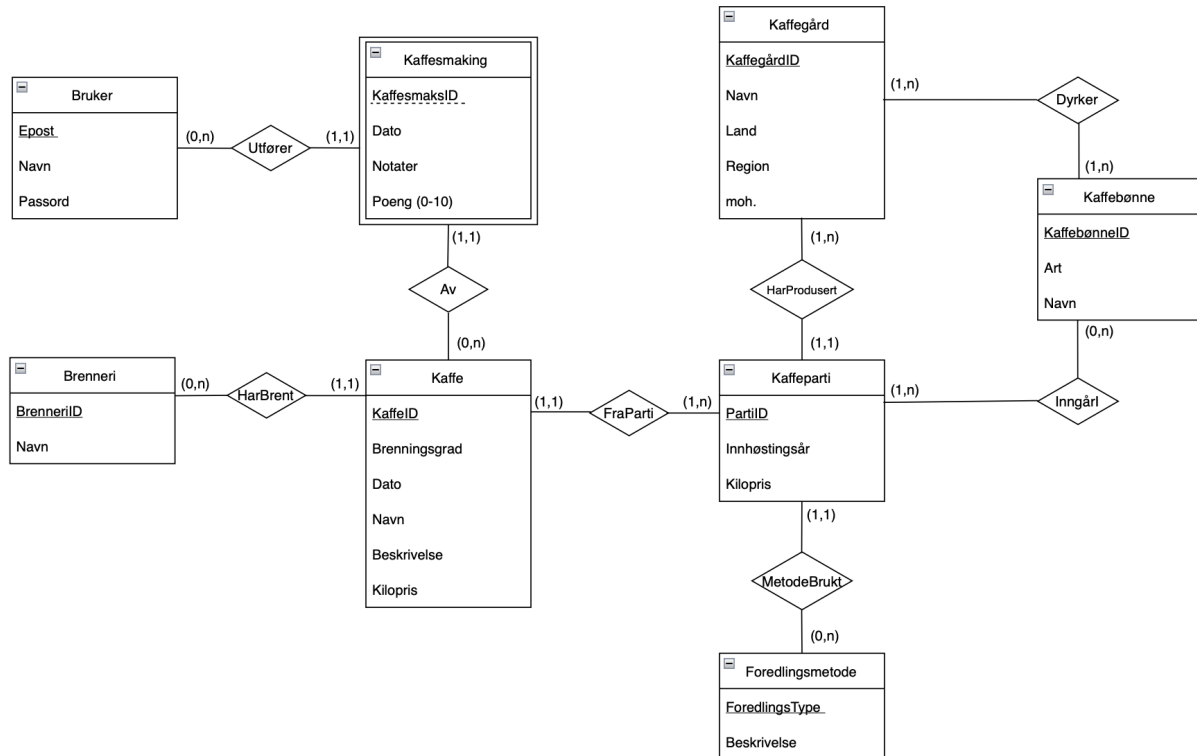 Kaffegård
KaffegårdID
Navn
Land
Region
moh.
Kaffesmaking
KaffesmaksID
Dato
Notater
Poeng (0-10)
Bruker
Epost
Navn
Passord
(0,n)
Utfører
(1,1)
(1,n)
Dyrker
(1,n)
Kaffebønne
KaffebønneID
Art
Navn
(1,1)
Av
(0,n)
(1,n)
HarProdusert
(1,1)
(0,n)
InngårI
(1,n)
Brenneri
BrenneriID
Navn
(0,n)
HarBrent
(1,1)
Kaffe
KaffeID
Brenningsgrad
Dato
Navn
Beskrivelse
Kilopris
(1,1)
FraParti
(1,n)
Kaffeparti
PartiID
Innhøstingsår
Kilopris
(1,1)
MetodeBrukt
(0,n)
Foredlingsmetode
ForedlingsType
Beskrivelse